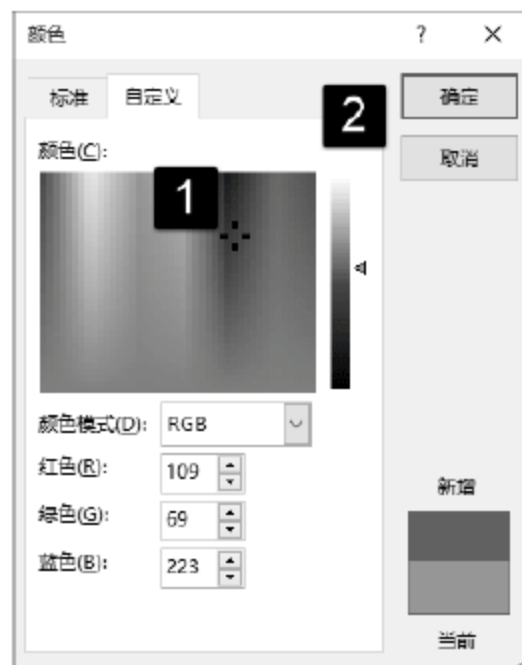 颜色 ? ×
标准 自定义 2 确定
颜色(C): 取消
1
颜色模式(D): RGB
红色(R): 109
绿色(G): 69
蓝色(B): 223
新增
当前